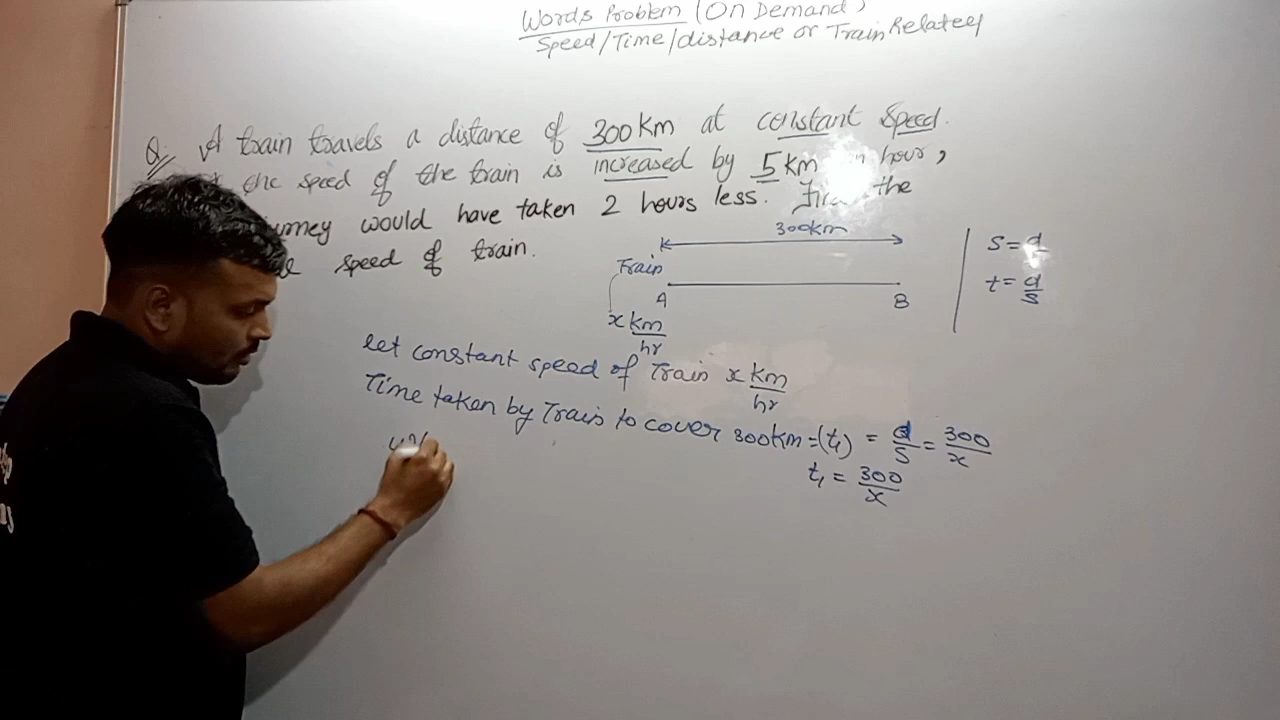 Words Problem (On Demand)
Speed/Time/distance or Train Related
Q. A train travels a distance of 300 km at constant speed.
the speed of the train is increased by 5 km hour,
would have taken 2 hours less. the
speed of train.
300km
Train
A B
x km/hr
s = d
t = d/s
let constant speed of Train x km/hr
Time taken by Train to cover 300km = (t₁) = d/s = 300/x
t₁ = 300/x